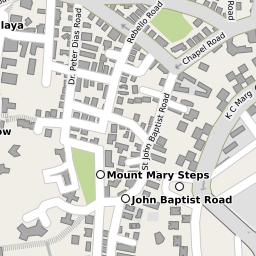 laya
Dr. Peter Dias Road
Rebello Road
Road
Chapel Road
K C Marg
ow
St John Baptist Road
Mount Mary Steps
John Baptist Road